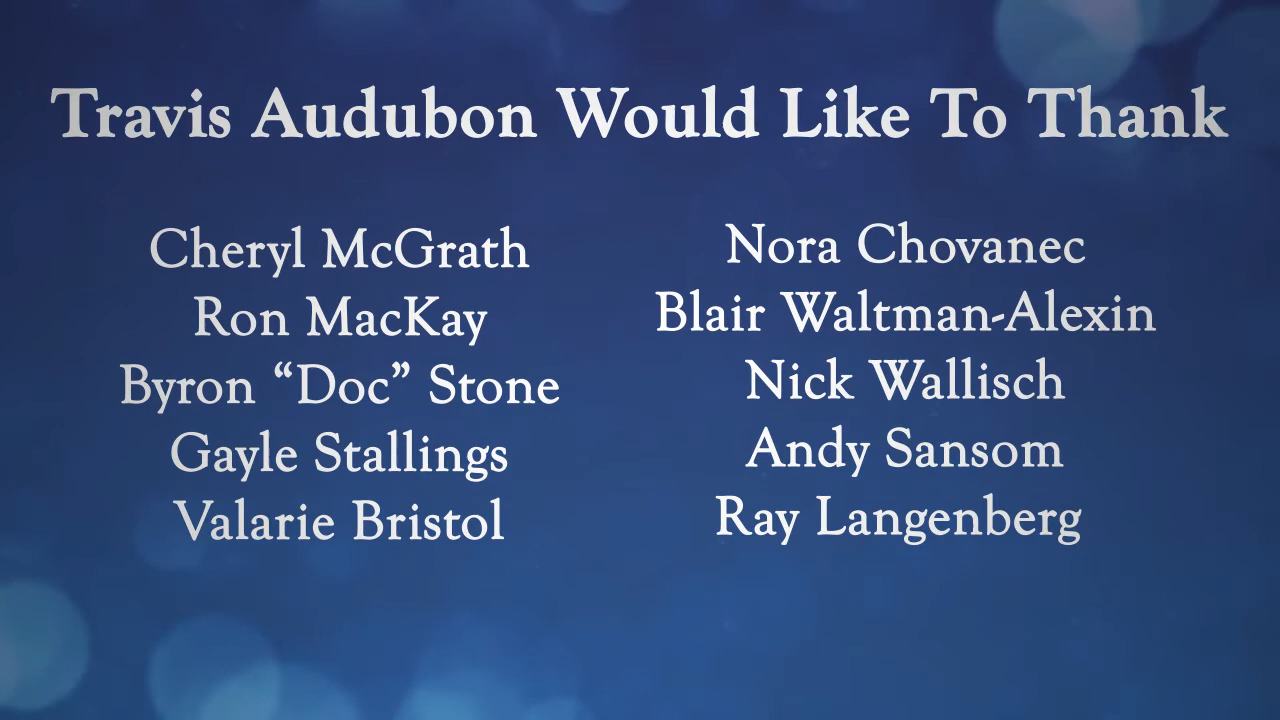 Travis Audubon Would Like To Thank
Cheryl McGrath
Ron MacKay
Byron “Doc” Stone
Gayle Stallings
Valarie Bristol
Nora Chovanec
Blair Waltman-Alexin
Nick Wallisch
Andy Sansom
Ray Langenberg